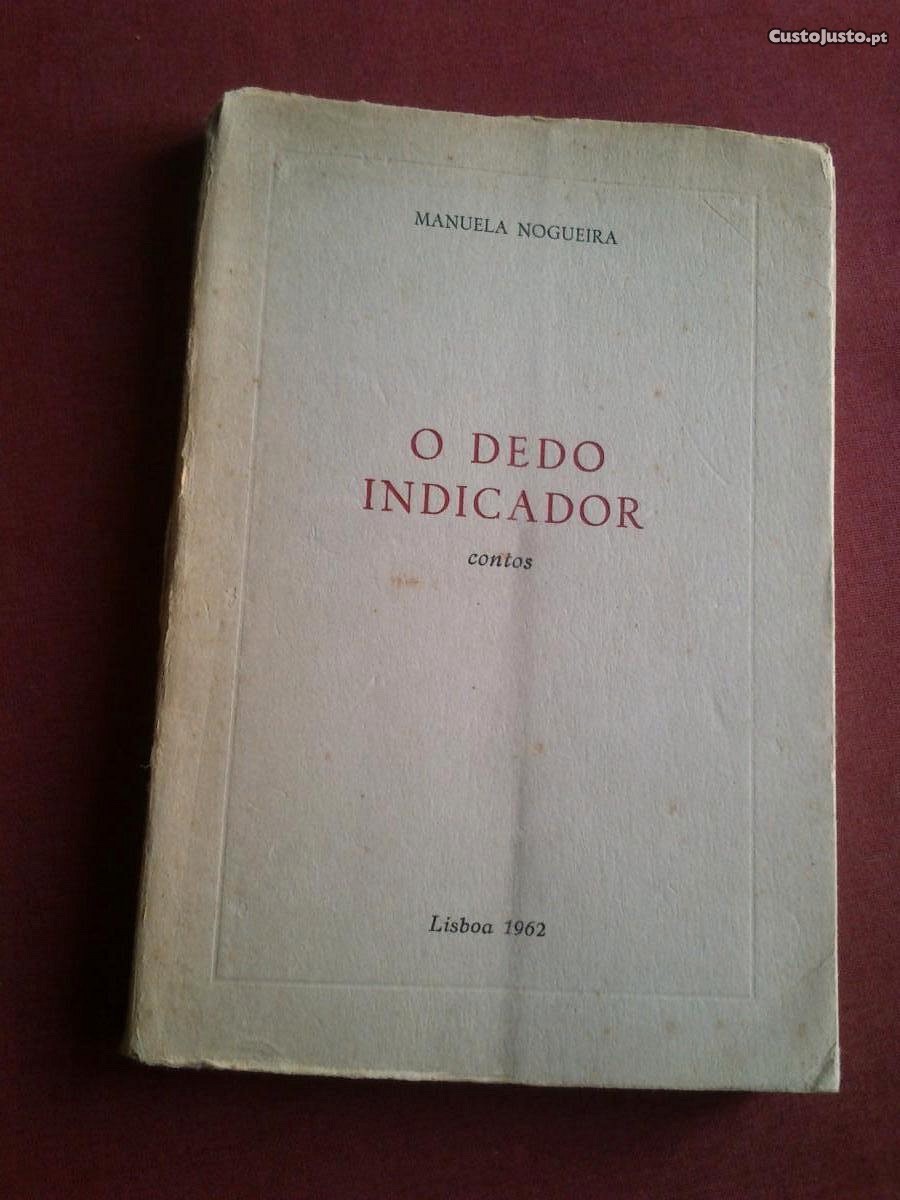 CustoJusto.pt
MANUELA NOGUEIRA
O DEDO
INDICADOR
contos
Lisboa 1962